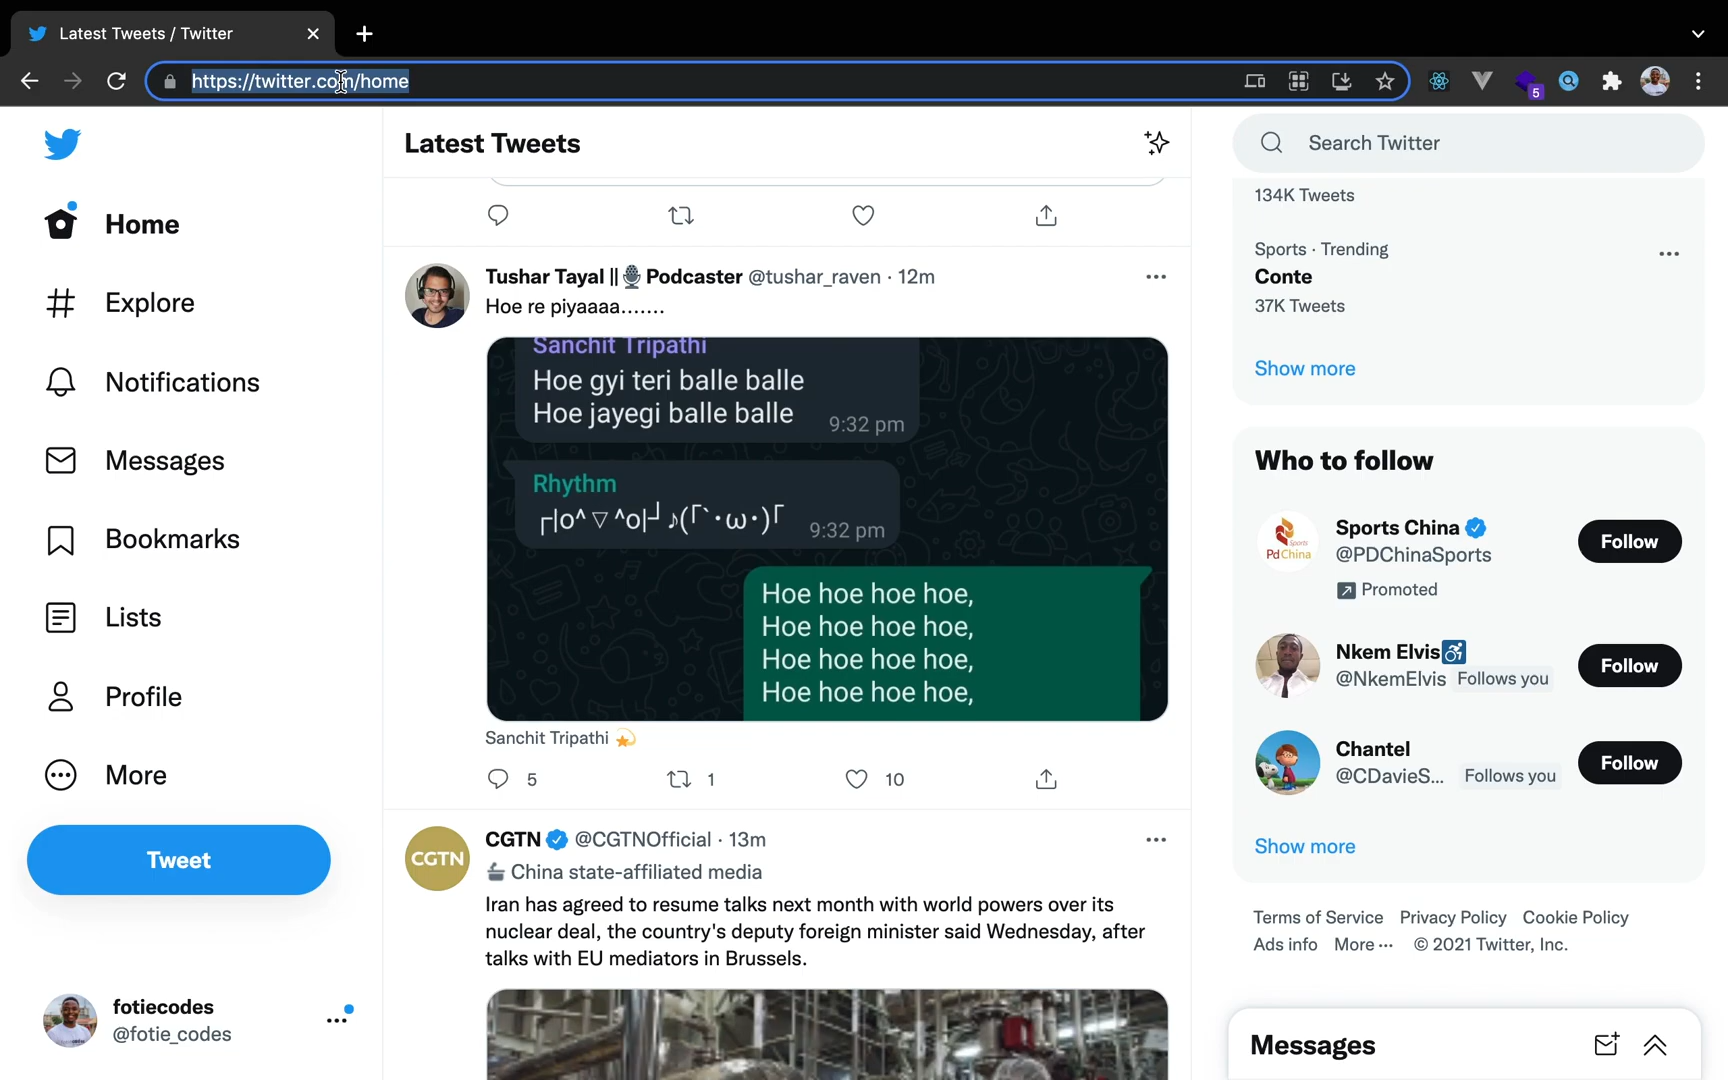 Latest Tweets / Twitter
https://twitter.com/home
5
Home
Explore
Notifications
Messages
Bookmarks
Lists
Profile
More
Tweet
fotiecodes
@fotie_codes
Latest Tweets
Tushar Tayal ||🎙️Podcaster @tushar_raven · 12m
Hoe re piyaaaa.......
Sanchit Tripathi
Hoe gyi teri balle balle
Hoe jayegi balle balle
9:32 pm
Rhythm
┌|o^▽^o|┘♪(┌`・ω・)┌
9:32 pm
Hoe hoe hoe hoe,
Hoe hoe hoe hoe,
Hoe hoe hoe hoe,
Hoe hoe hoe hoe,
Sanchit Tripathi 💫
5 1 10
CGTN
CGTN @CGTNOfficial · 13m
China state-affiliated media
Iran has agreed to resume talks next month with world powers over its
nuclear deal, the country's deputy foreign minister said Wednesday, after
talks with EU mediators in Brussels.
Search Twitter
134K Tweets
Sports · Trending
Conte
37K Tweets
Show more
Who to follow
Sports
PdChina
Sports China
@PDChinaSports
Promoted
Follow
Nkem Elvis♿
@NkemElvis Follows you
Follow
Chantel
@CDavieS... Follows you
Follow
Show more
Terms of Service Privacy Policy Cookie Policy
Ads info More ··· © 2021 Twitter, Inc.
Messages